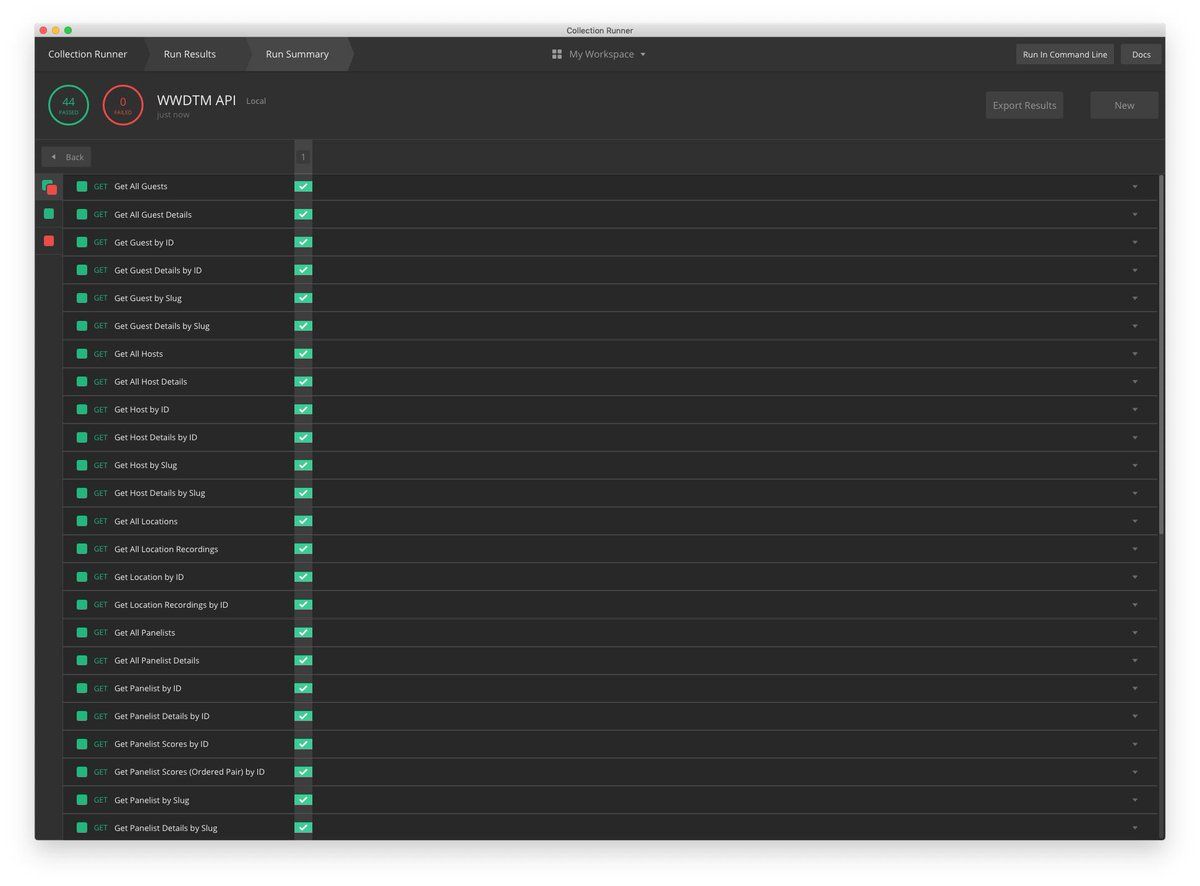 Collection Runner
Collection Runner Run Results Run Summary My Workspace Run In Command Line Docs
44 PASSED 0 FAILED WWDTM API Local
just now
Export Results New
Back 1
GET Get All Guests
GET Get All Guest Details
GET Get Guest by ID
GET Get Guest Details by ID
GET Get Guest by Slug
GET Get Guest Details by Slug
GET Get All Hosts
GET Get All Host Details
GET Get Host by ID
GET Get Host Details by ID
GET Get Host by Slug
GET Get Host Details by Slug
GET Get All Locations
GET Get All Location Recordings
GET Get Location by ID
GET Get Location Recordings by ID
GET Get All Panelists
GET Get All Panelist Details
GET Get Panelist by ID
GET Get Panelist Details by ID
GET Get Panelist Scores by ID
GET Get Panelist Scores (Ordered Pair) by ID
GET Get Panelist by Slug
GET Get Panelist Details by Slug